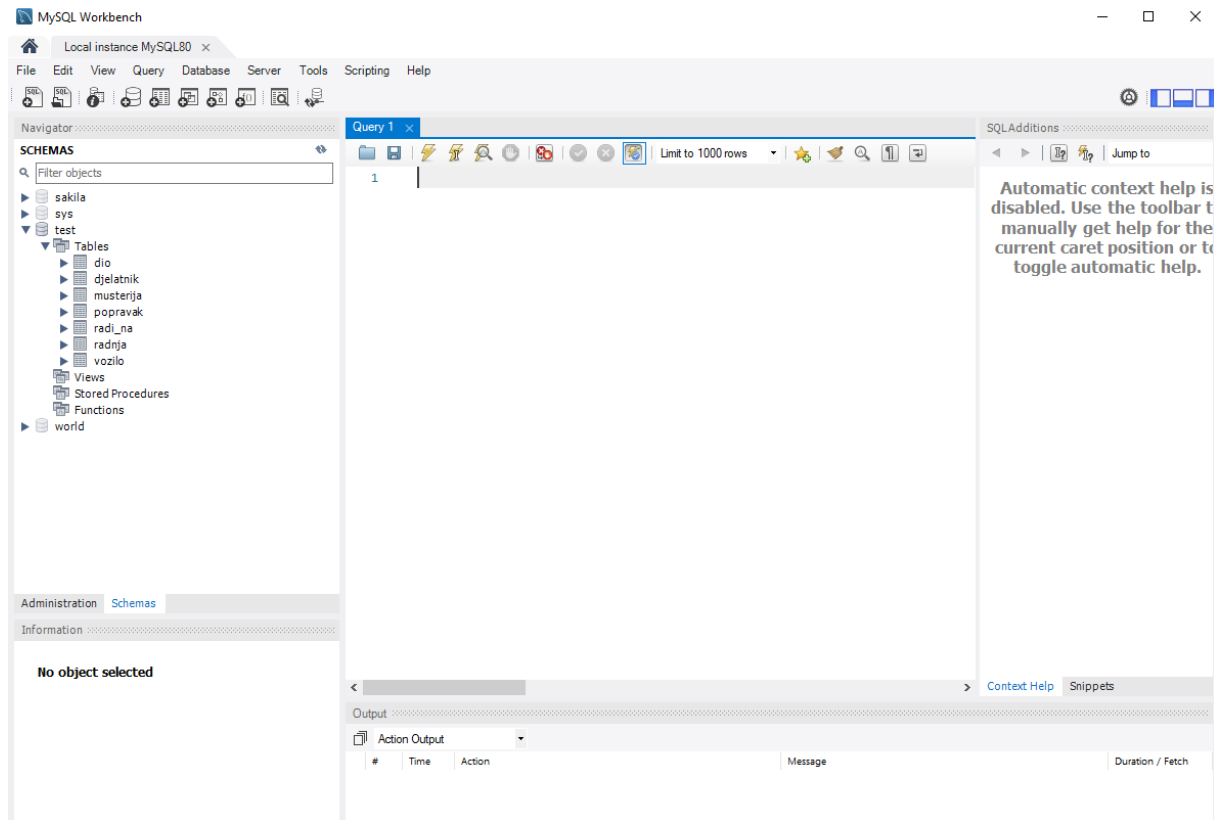 MySQL Workbench
Local instance MySQL80
File Edit View Query Database Server Tools Scripting Help
Navigator
SCHEMAS
Filter objects
sakila
sys
test
Tables
dio
djelatnik
musterija
popravak
radi_na
radnja
vozilo
Views
Stored Procedures
Functions
world
Administration Schemas
Information
No object selected
Query 1
Limit to 1000 rows
1
SQLAdditions
Jump to
Automatic context help is
disabled. Use the toolbar t
manually get help for the
current caret position or to
toggle automatic help.
Context Help Snippets
Output
Action Output
# Time Action Message Duration / Fetch